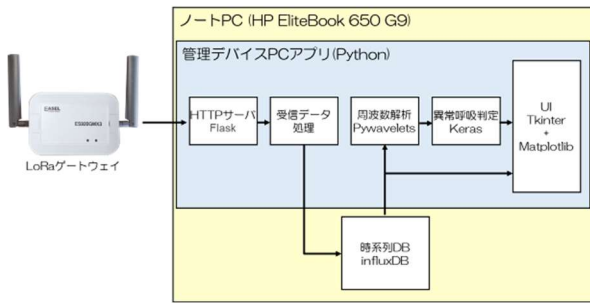 ノートPC (HP EliteBook 650 G9)
管理デバイスPCアプリ(Python)
HTTPサーバ
Flask
受信データ
処理
周波数解析
Pywavelets
異常呼吸判定
Keras
UI
Tkinter
+
Matplotlib
LoRaゲートウェイ
時系列DB
influxDB